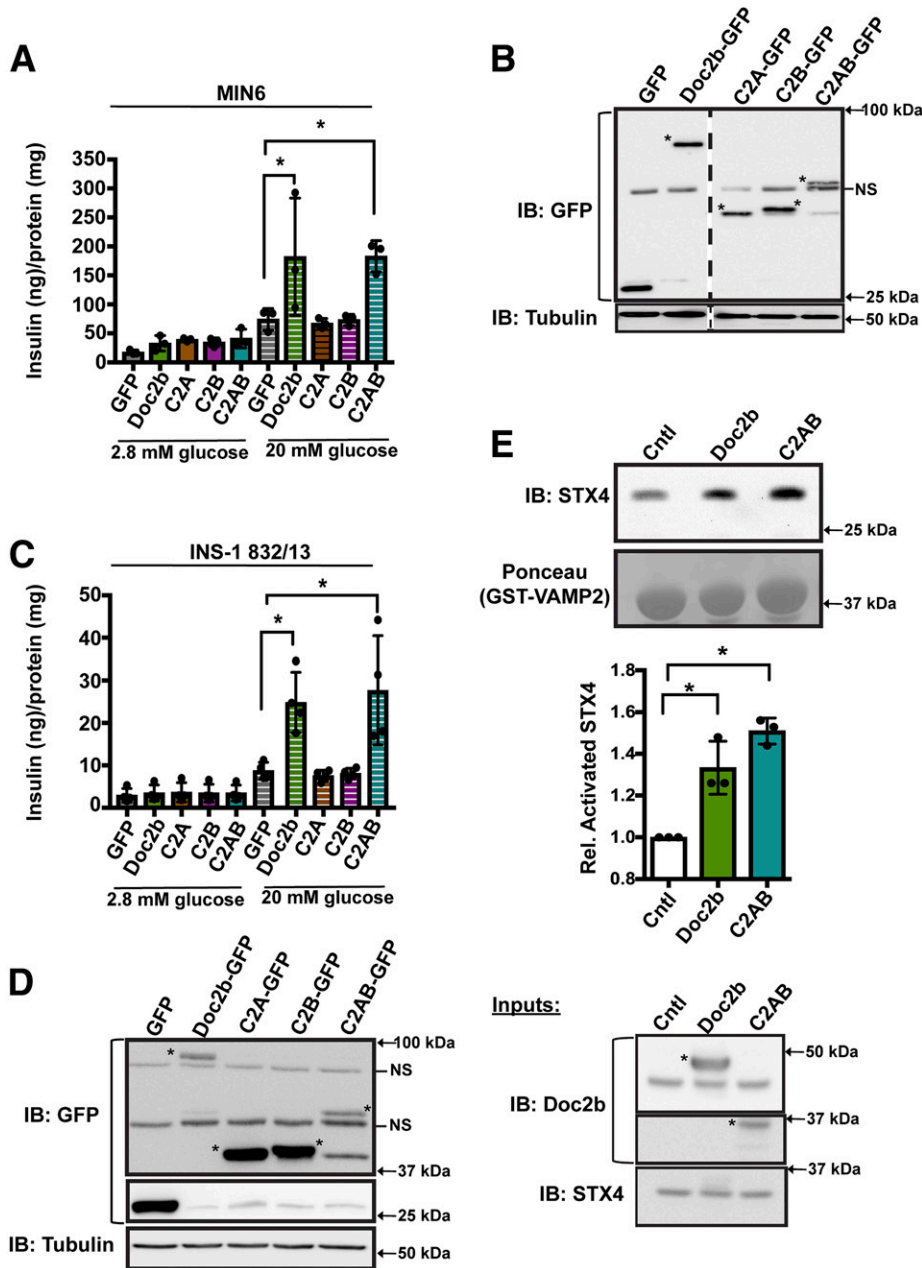 A
MIN6
Insulin (ng)/protein (mg)
350
300
250
200
150
100
50
0
*
*
GFP
Doc2b
C2A
C2B
C2AB
GFP
Doc2b
C2A
C2B
C2AB
2.8 mM glucose
20 mM glucose
B
GFP
Doc2b-GFP
C2A-GFP
C2B-GFP
C2AB-GFP
IB: GFP
*
*
*
*
100 kDa
NS
25 kDa
IB: Tubulin
50 kDa
C
INS-1 832/13
Insulin (ng)/protein (mg)
50
40
30
20
10
0
*
*
GFP
Doc2b
C2A
C2B
C2AB
GFP
Doc2b
C2A
C2B
C2AB
2.8 mM glucose
20 mM glucose
D
GFP
Doc2b-GFP
C2A-GFP
C2B-GFP
C2AB-GFP
IB: GFP
*
*
*
*
100 kDa
NS
NS
37 kDa
25 kDa
IB: Tubulin
50 kDa
E
Cntl
Doc2b
C2AB
IB: STX4
25 kDa
Ponceau
(GST-VAMP2)
37 kDa
Rel. Activated STX4
1.8
1.6
1.4
1.2
1.0
0.8
*
*
Cntl
Doc2b
C2AB
Inputs:
Cntl
Doc2b
C2AB
IB: Doc2b
*
*
50 kDa
37 kDa
37 kDa
IB: STX4